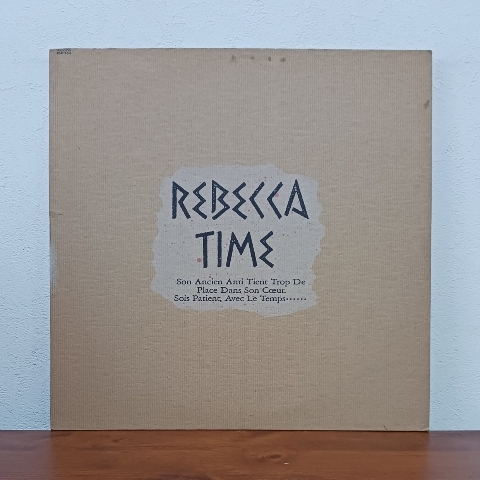 REBECCA
TIME
Son Ancien Ami Tient Trop De
Place Dans Son Cœur.
Sois Patient, Avec Le Temps……